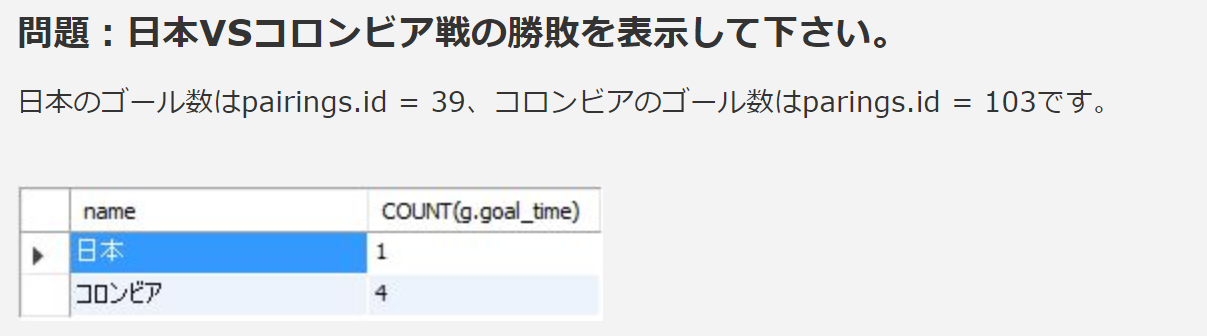 問題：日本VSコロンビア戦の勝敗を表示して下さい。
日本のゴール数はpairings.id = 39、コロンビアのゴール数はparings.id = 103です。
name COUNT(g.goal_time)
日本 1
コロンビア 4